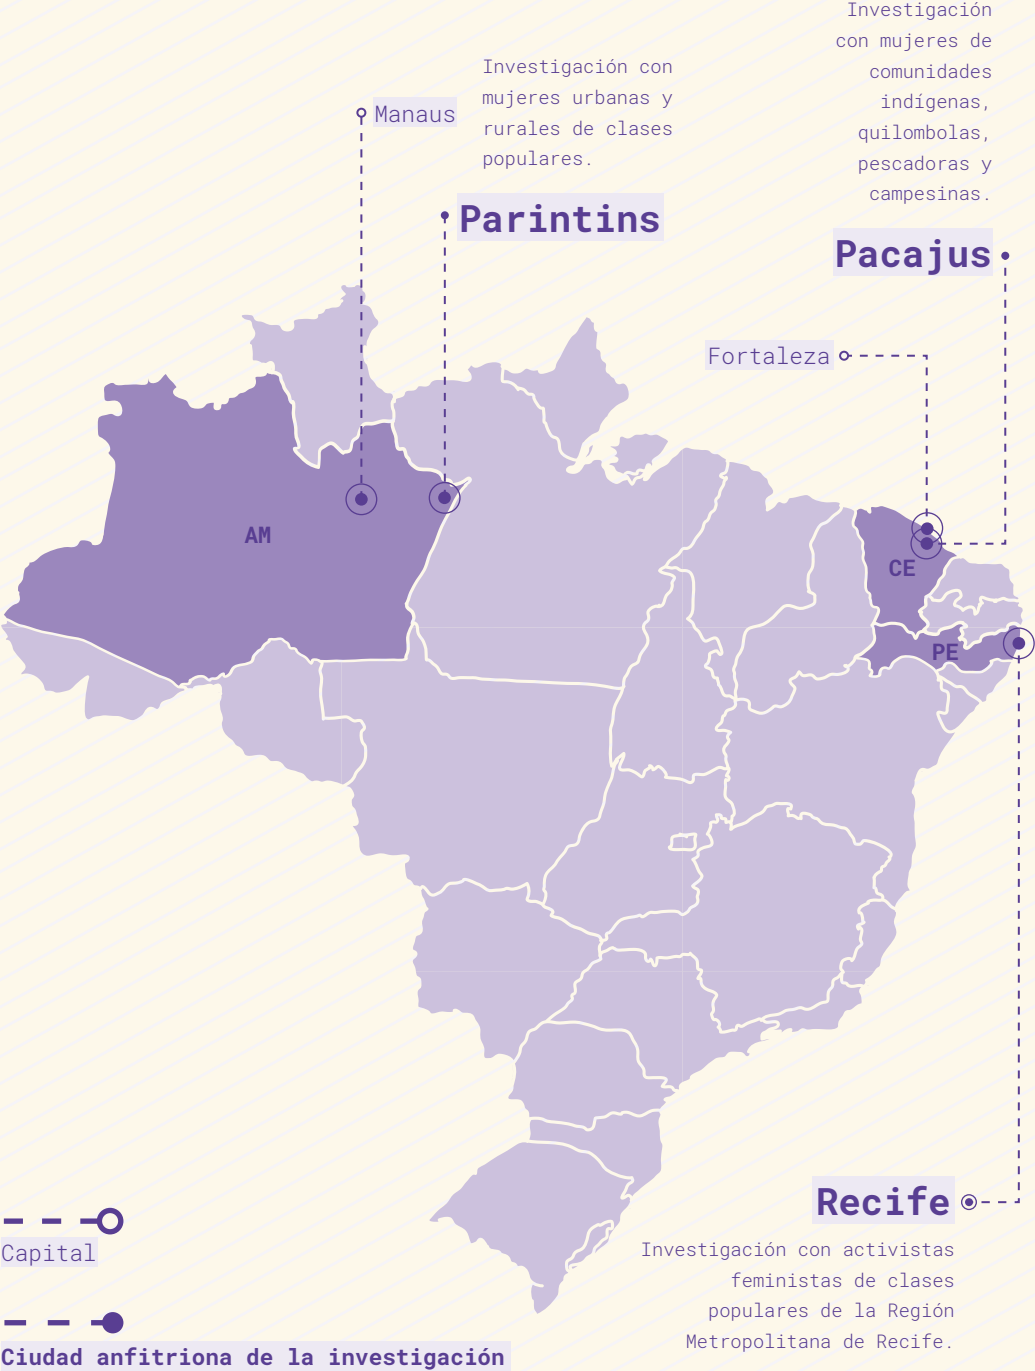 Investigación
con mujeres de
comunidades
indígenas,
quilombolas,
pescadoras y
campesinas.
Pacajus
Investigación con
mujeres urbanas y
rurales de clases
populares.
Parintins
Manaus
Fortaleza
AM
CE
PE
Recife
Investigación con activistas
feministas de clases
populares de la Región
Metropolitana de Recife.
Capital
Ciudad anfitriona de la investigación